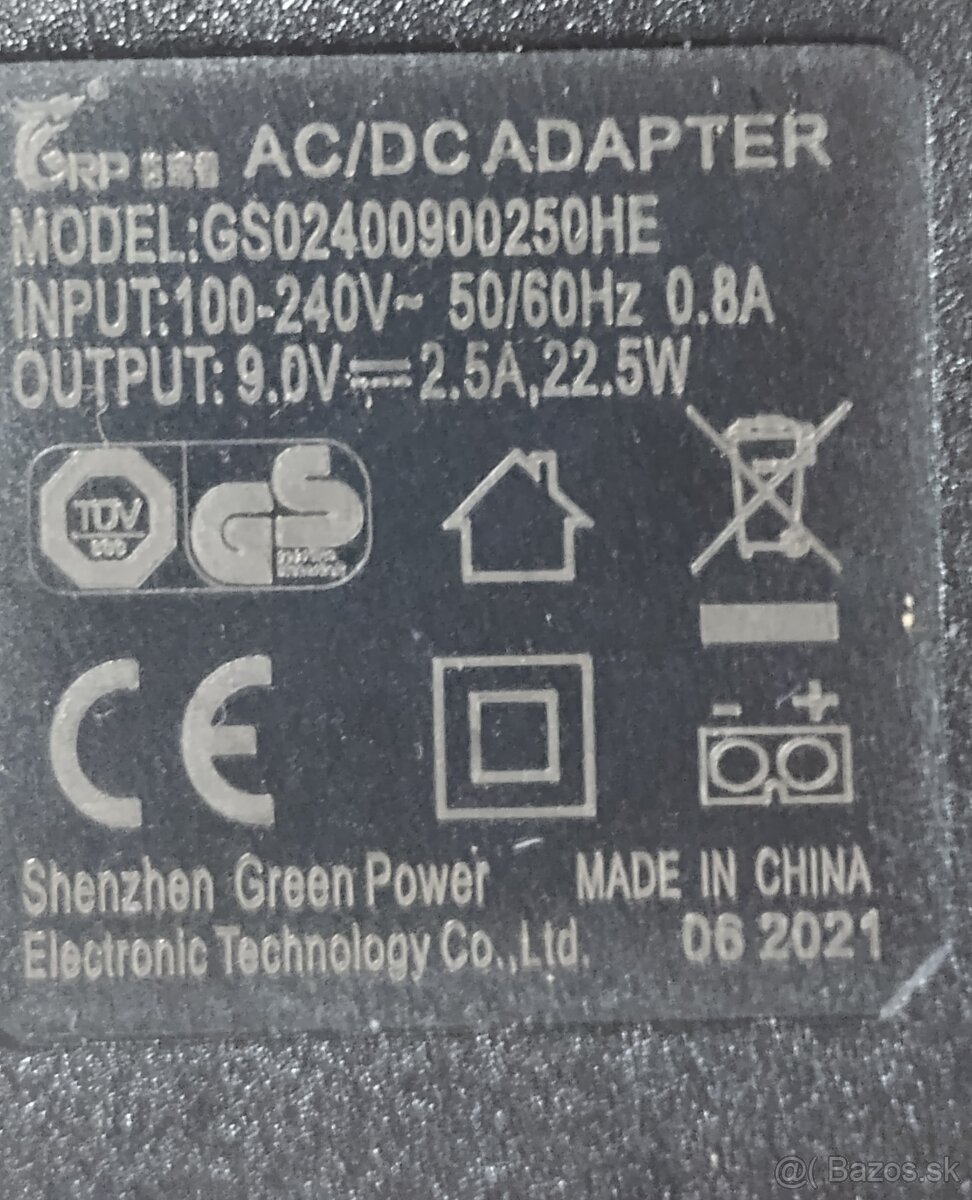 GRP AC/DC ADAPTER
MODEL:GS02400900250HE
INPUT:100-240V~ 50/60Hz 0.8A
OUTPUT: 9.0V⎓2.5A,22.5W
TÜV
GS
CE
- +
Shenzhen Green Power
Electronic Technology Co.,Ltd.
MADE IN CHINA
06 2021
@( Bazos.sk